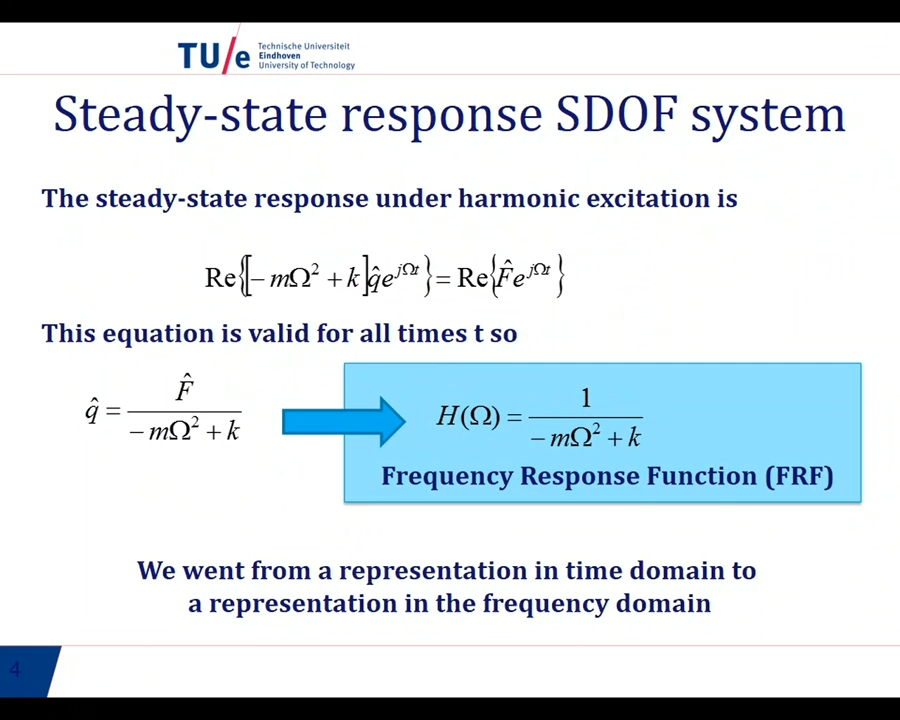 TU/e Technische Universiteit
Eindhoven
University of Technology
Steady-state response SDOF system
The steady-state response under harmonic excitation is
Re{[−mΩ² + k]q̂e^{jΩt}} = Re{F̂e^{jΩt}}
This equation is valid for all times t so
q̂ = F̂ / (−mΩ² + k)
H(Ω) = 1 / (−mΩ² + k)
Frequency Response Function (FRF)
We went from a representation in time domain to
a representation in the frequency domain
4